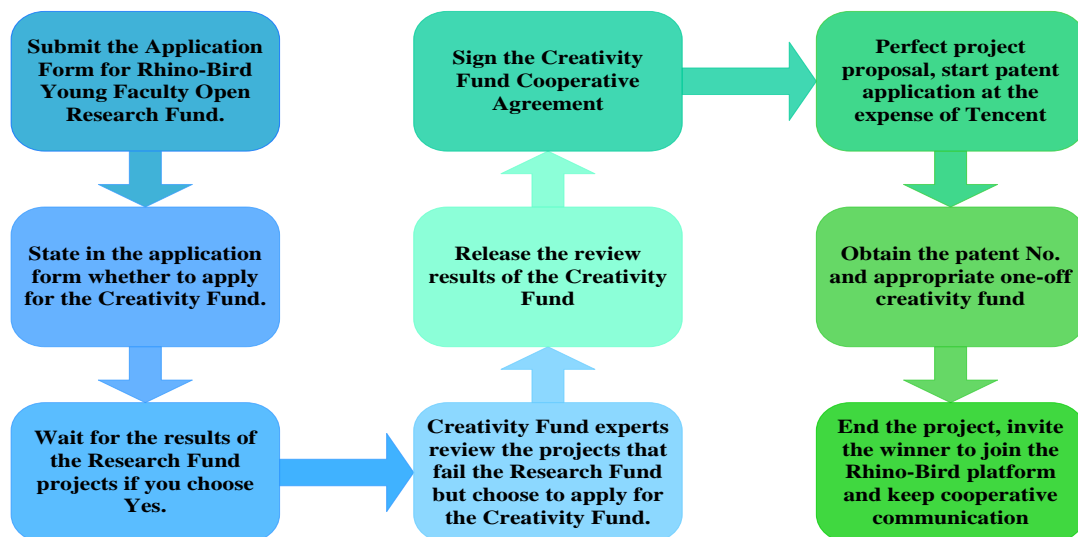 Submit the Application
Form for Rhino-Bird
Young Faculty Open
Research Fund.
State in the application
form whether to apply
for the Creativity Fund.
Wait for the results of
the Research Fund
projects if you choose
Yes.
Creativity Fund experts
review the projects that
fail the Research Fund
but choose to apply for
the Creativity Fund.
Release the review
results of the Creativity
Fund
Sign the Creativity
Fund Cooperative
Agreement
Perfect project
proposal, start patent
application at the
expense of Tencent
Obtain the patent No.
and appropriate one-off
creativity fund
End the project, invite
the winner to join the
Rhino-Bird platform
and keep cooperative
communication